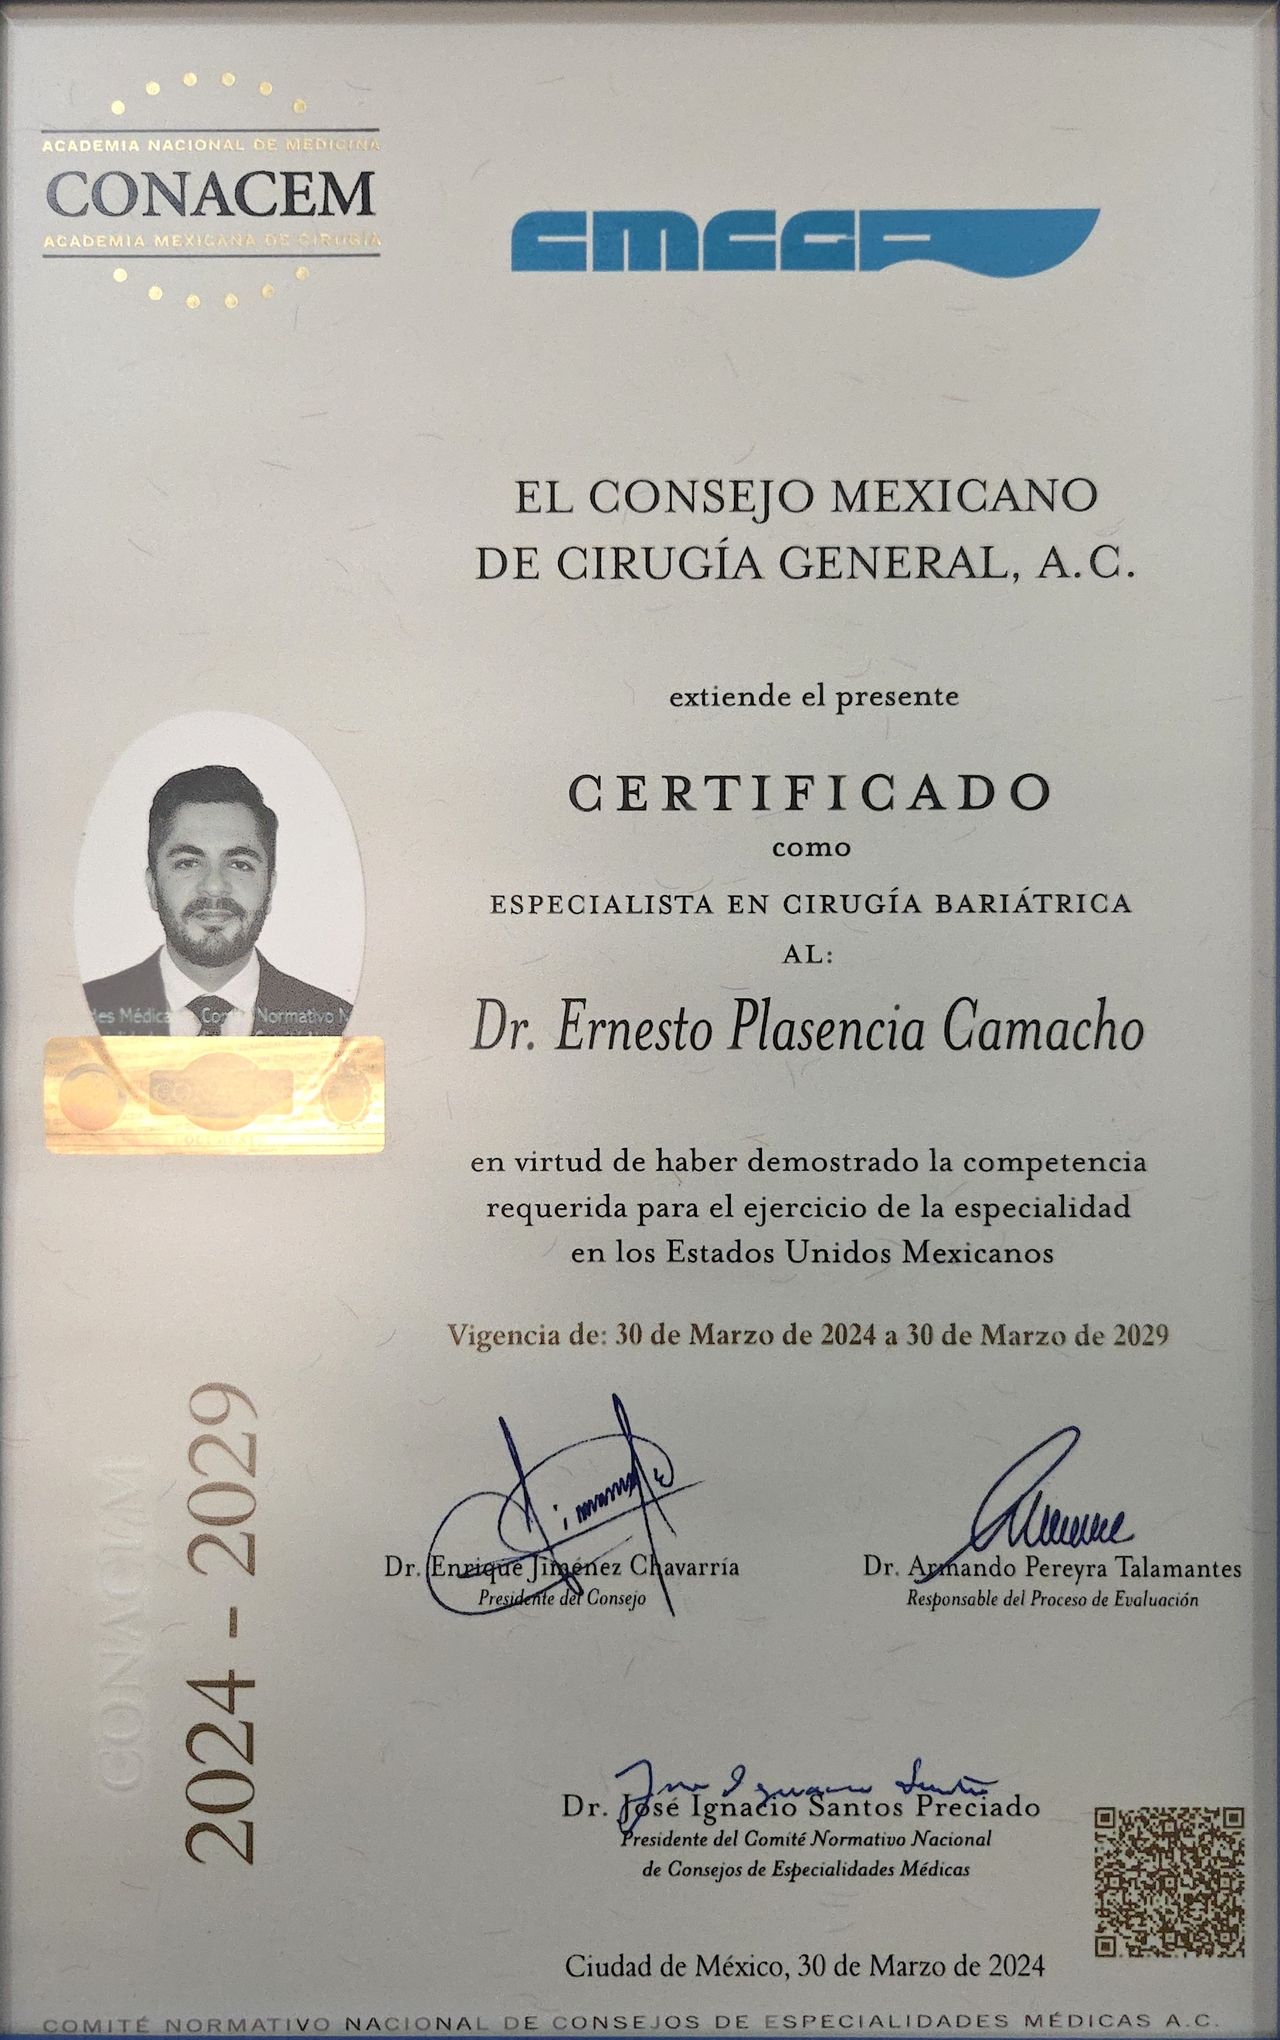 ACADEMIA NACIONAL DE MEDICINA
CONACEM
ACADEMIA MEXICANA DE CIRUGÍA
CMCG
EL CONSEJO MEXICANO
DE CIRUGÍA GENERAL, A.C.
extiende el presente
CERTIFICADO
como
ESPECIALISTA EN CIRUGÍA BARIÁTRICA
AL:
Dr. Ernesto Plasencia Camacho
des Médicas Comité Normativo N
en virtud de haber demostrado la competencia
requerida para el ejercicio de la especialidad
en los Estados Unidos Mexicanos
Vigencia de: 30 de Marzo de 2024 a 30 de Marzo de 2029
CONACEM
2024 - 2029
Dr. Enrique Jiménez Chavarría
Presidente del Consejo
Dr. Armando Pereyra Talamantes
Responsable del Proceso de Evaluación
Dr. José Ignacio Santos Preciado
Presidente del Comité Normativo Nacional
de Consejos de Especialidades Médicas
Ciudad de México, 30 de Marzo de 2024
COMITÉ NORMATIVO NACIONAL DE CONSEJOS DE ESPECIALIDADES MÉDICAS A.C.